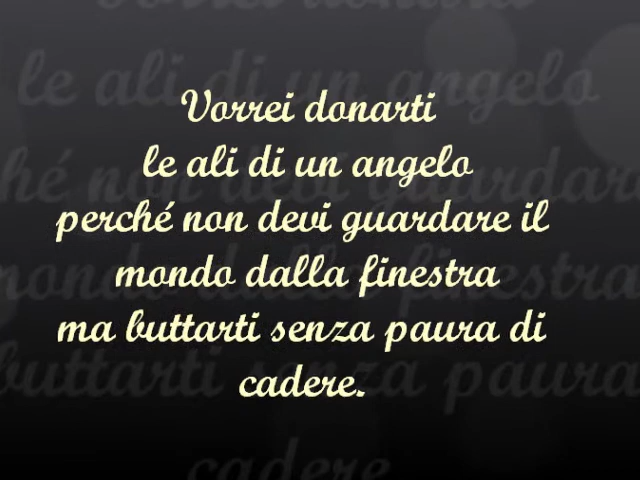 Vorrei donarti
le ali di un angelo
perché non devi guardare il
mondo dalla finestra
ma buttarti senza paura di
cadere.